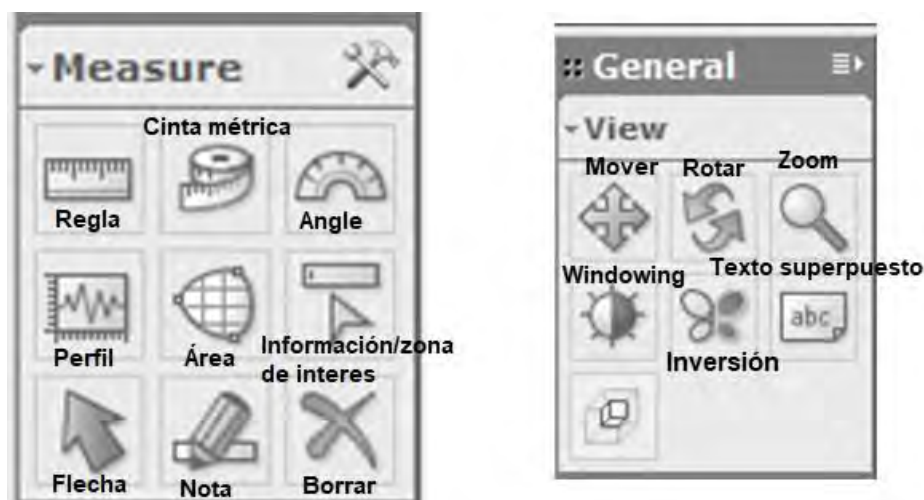 Measure
Cinta métrica
Regla
Angle
Perfil
Área
Información/zona
de interes
Flecha
Nota
Borrar
General
View
Mover
Rotar
Zoom
Windowing
Texto superpuesto
abc
Inversión